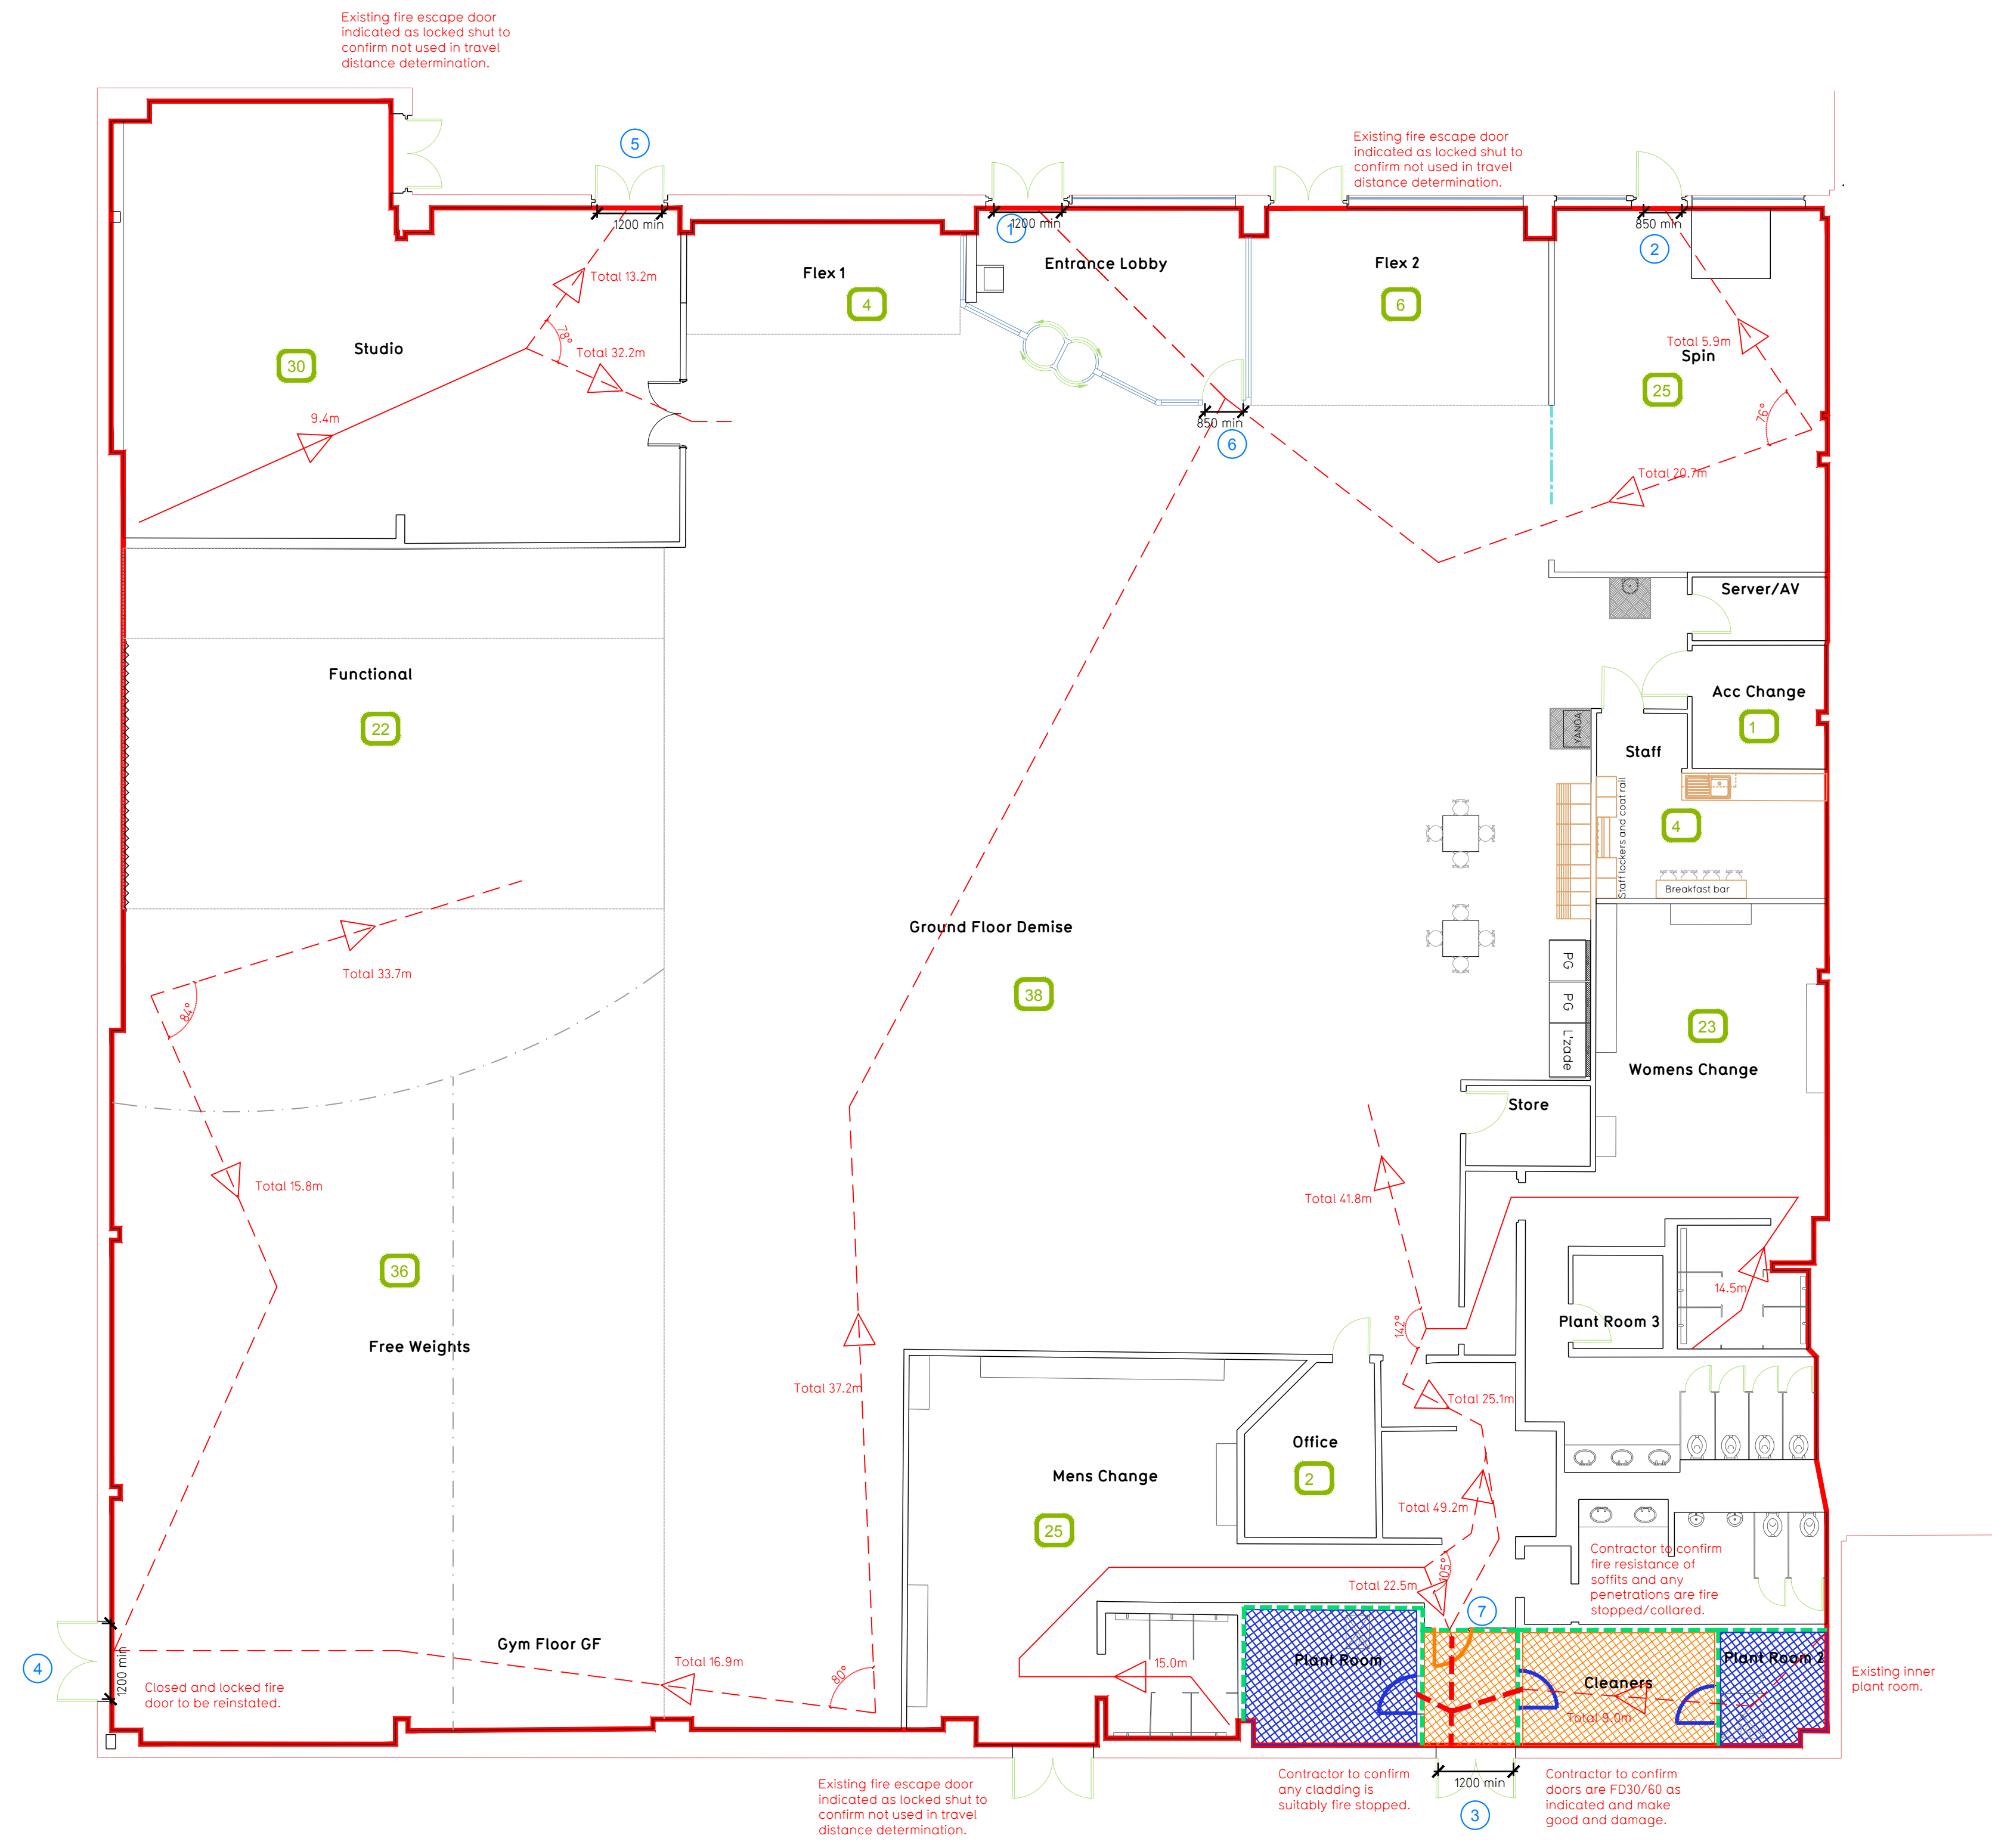 Existing fire escape door
indicated as locked shut to
confirm not used in travel
distance determination.
5
Existing fire escape door
indicated as locked shut to
confirm not used in travel
distance determination.
1200 min
1
1200 min
850 min
2
Flex 1
4
Entrance Lobby
Flex 2
6
Total 13.2m
78°
Total 32.2m
Studio
30
9.4m
Total 5.9m
Spin
25
76°
850 min
6
Total 20.7m
Server/AV
Functional
22
Acc Change
1
YANGA
Staff
4
Staff lockers and coat rail
Breakfast bar
Ground Floor Demise
38
Total 33.7m
84°
PG
PG
L'zade
23
Womens Change
Store
Total 15.8m
Total 41.8m
36
Free Weights
14.5m
Plant Room 3
142°
Total 37.2m
Total 25.1m
Office
2
Mens Change
25
Total 49.2m
105°
Total 22.5m
Contractor to confirm
fire resistance of
soffits and any
penetrations are fire
stopped/collared.
7
Gym Floor GF
Total 16.9m
80°
15.0m
Plant Room
Cleaners
Total 9.0m
Plant Room 2
Existing inner
plant room.
4
1200 min
Closed and locked fire
door to be reinstated.
Existing fire escape door
indicated as locked shut to
confirm not used in travel
distance determination.
Contractor to confirm
any cladding is
suitably fire stopped.
1200 min
3
Contractor to confirm
doors are FD30/60 as
indicated and make
good and damage.